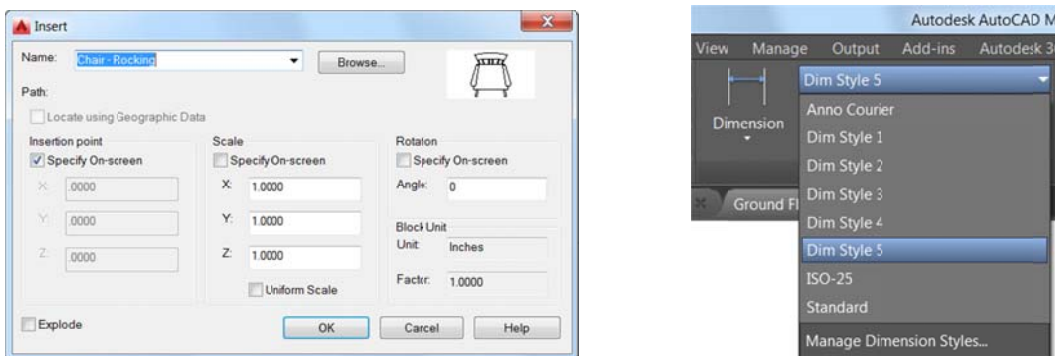 Insert
Name: Chair - Rocking Browse...
Path:
Locate using Geographic Data
Insertion point Scale Rotaton
Specify On-screen Specify On-screen Specify On-screen
X: .0000 X: 1.0000 Angle: 0
Y: .0000 Y: 1.0000
Block Unit
Z: .0000 Z: 1.0000 Unit: Inches
Uniform Scale Factor: 1.0000
Explode OK Cancel Help
Autodesk AutoCAD M
View Manage Output Add-ins Autodesk 3
Dim Style 5
Dimension
Anno Courier
Dim Style 1
Dim Style 2
Dim Style 3
Ground Fl
Dim Style 4
Dim Style 5
ISO-25
Standard
Manage Dimension Styles...